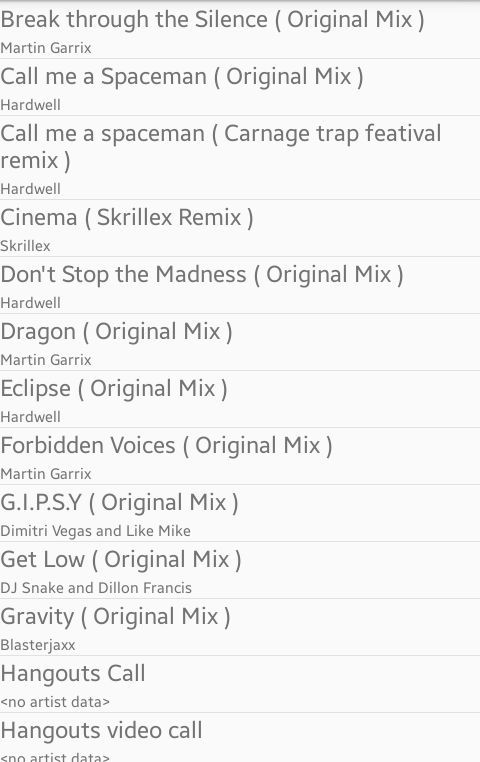 Break through the Silence ( Original Mix )
Martin Garrix
Call me a Spaceman ( Original Mix )
Hardwell
Call me a spaceman ( Carnage trap featival
remix )
Hardwell
Cinema ( Skrillex Remix )
Skrillex
Don't Stop the Madness ( Original Mix )
Hardwell
Dragon ( Original Mix )
Martin Garrix
Eclipse ( Original Mix )
Hardwell
Forbidden Voices ( Original Mix )
Martin Garrix
G.I.P.S.Y ( Original Mix )
Dimitri Vegas and Like Mike
Get Low ( Original Mix )
DJ Snake and Dillon Francis
Gravity ( Original Mix )
Blasterjaxx
Hangouts Call
<no artist data>
Hangouts video call
<no artist data>